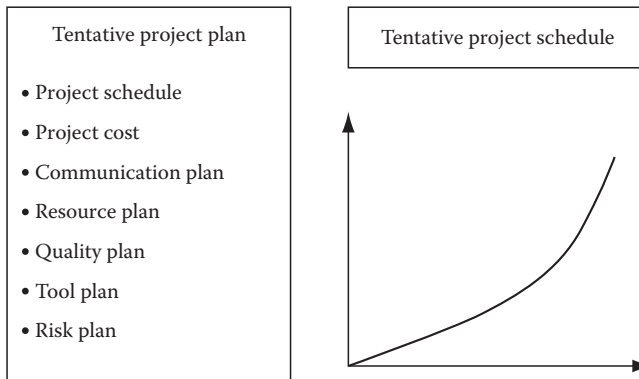 Tentative project plan
• Project schedule
• Project cost
• Communication plan
• Resource plan
• Quality plan
• Tool plan
• Risk plan
Tentative project schedule